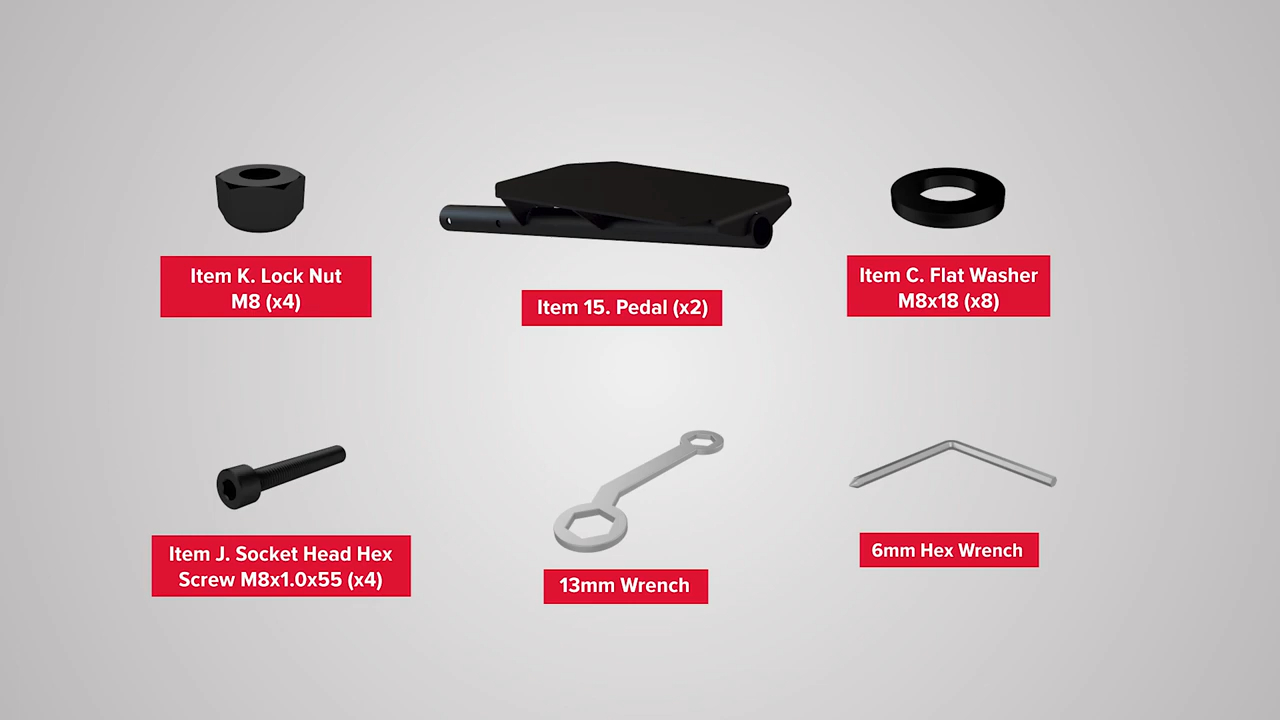 Item K. Lock Nut
M8 (x4)
Item 15. Pedal (x2)
Item C. Flat Washer
M8x18 (x8)
Item J. Socket Head Hex
Screw M8x1.0x55 (x4)
13mm Wrench
6mm Hex Wrench